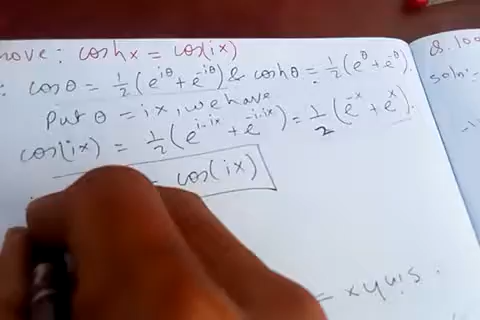 rove: coshx = cos(ix)
: cosθ = 1/2 (e^{iθ} + e^{-iθ}) & coshθ = 1/2 (e^{θ} + e^{-θ}).
Put θ = ix, we have
cos(ix) = 1/2 (e^{i·ix} + e^{-i·ix}) = 1/2 (e^{-x} + e^{x}).
= cos(ix)
Q.100
Soln: